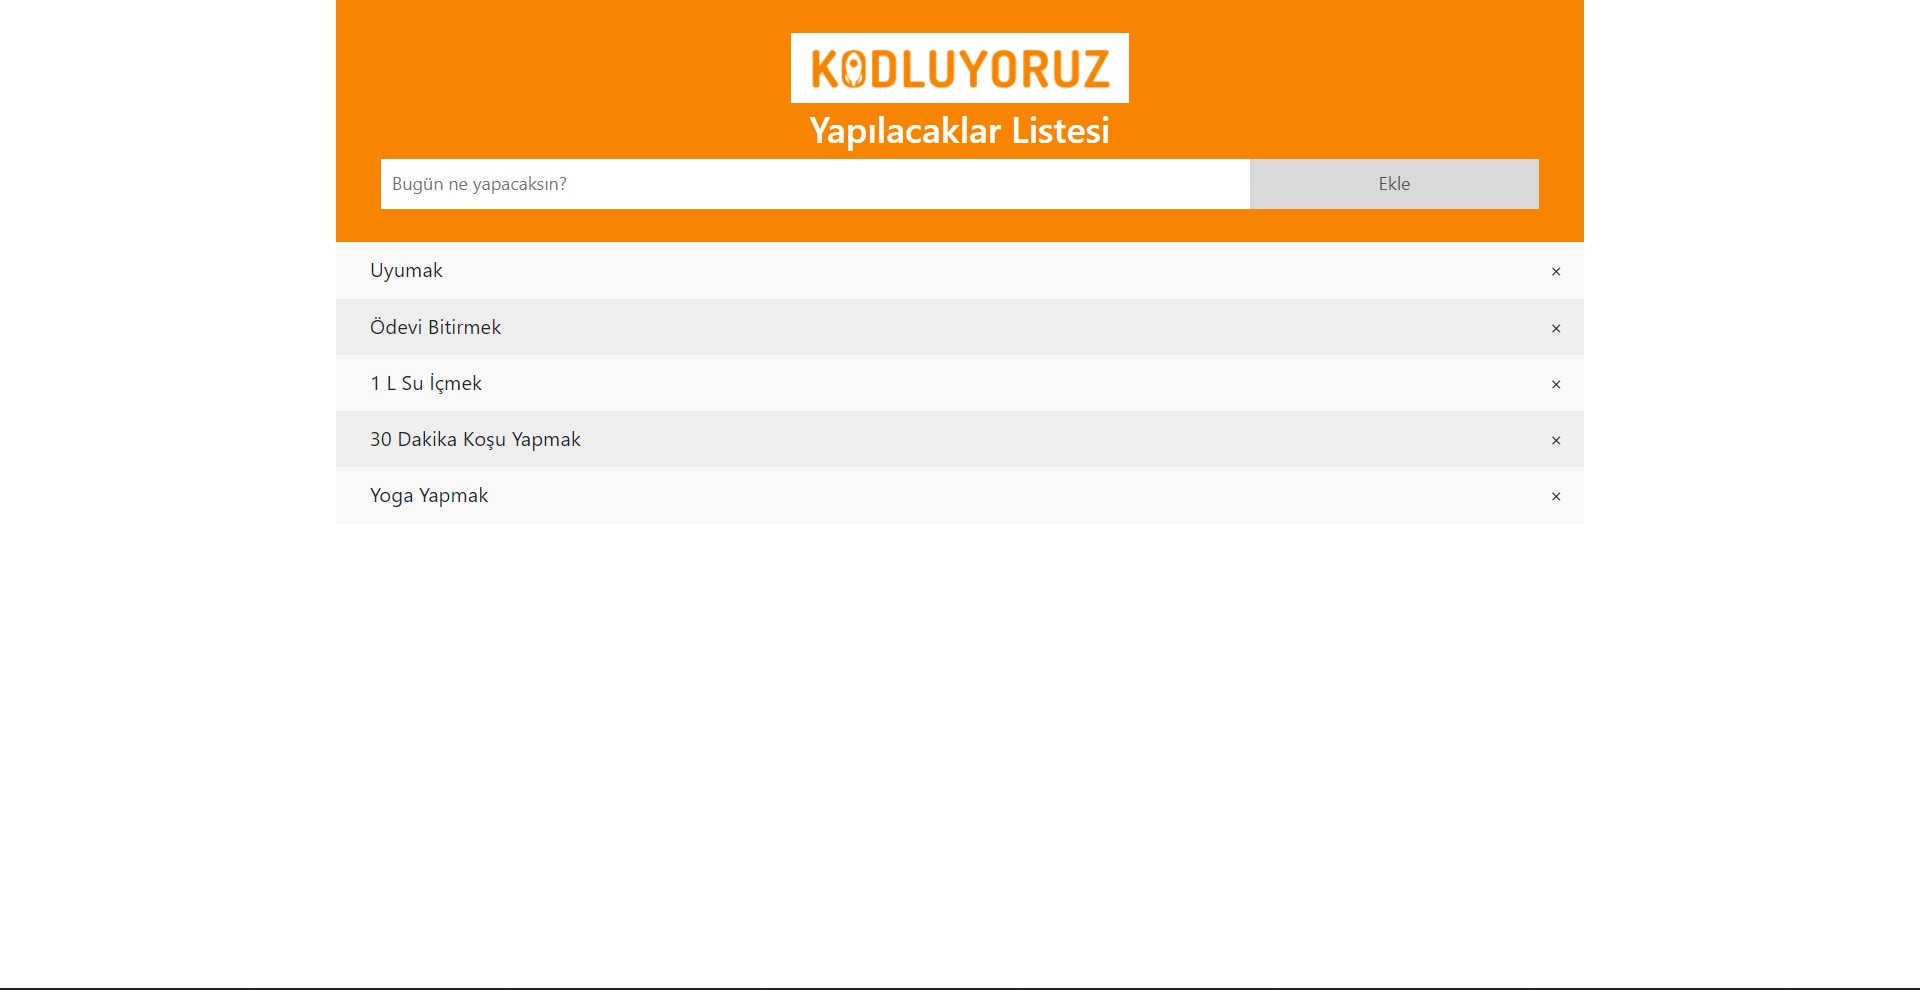 KODLUYORUZ
Yapılacaklar Listesi
Bugün ne yapacaksın?
Ekle
Uyumak ×
Ödevi Bitirmek ×
1 L Su İçmek ×
30 Dakika Koşu Yapmak ×
Yoga Yapmak ×